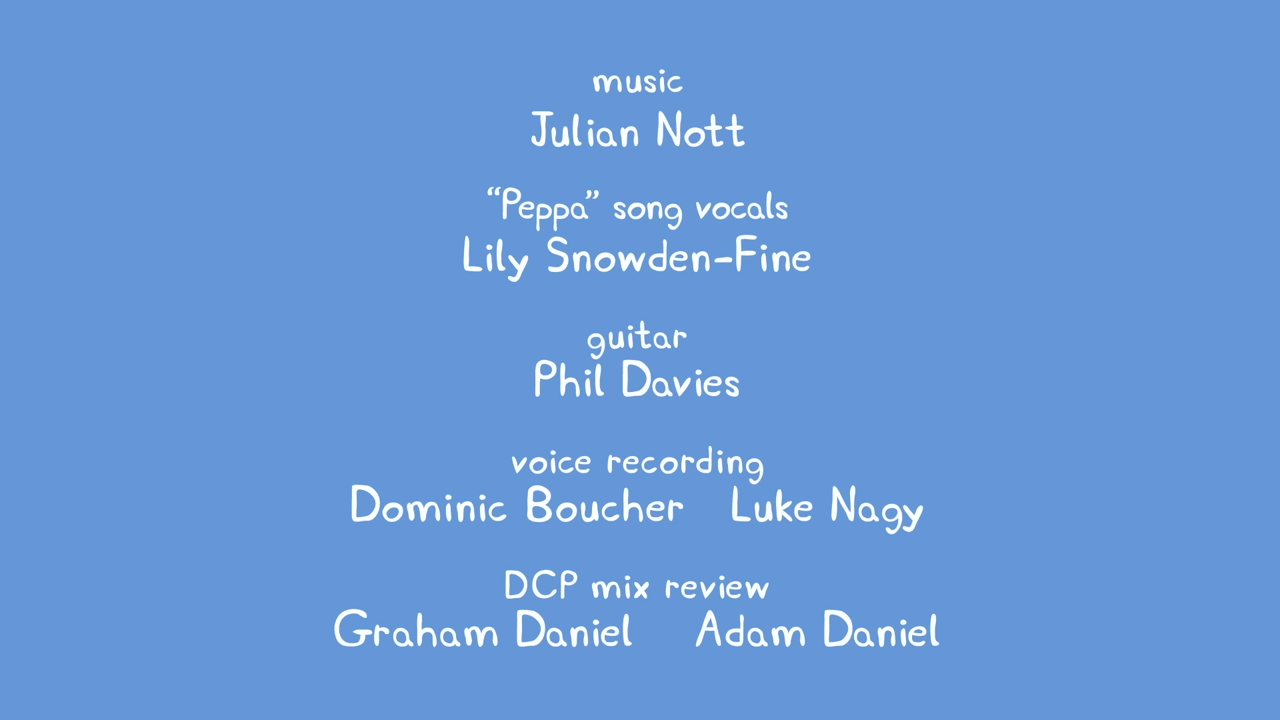 music
Julian Nott
“Peppa” song vocals
Lily Snowden-Fine
guitar
Phil Davies
voice recording
Dominic Boucher Luke Nagy
DCP mix review
Graham Daniel Adam Daniel